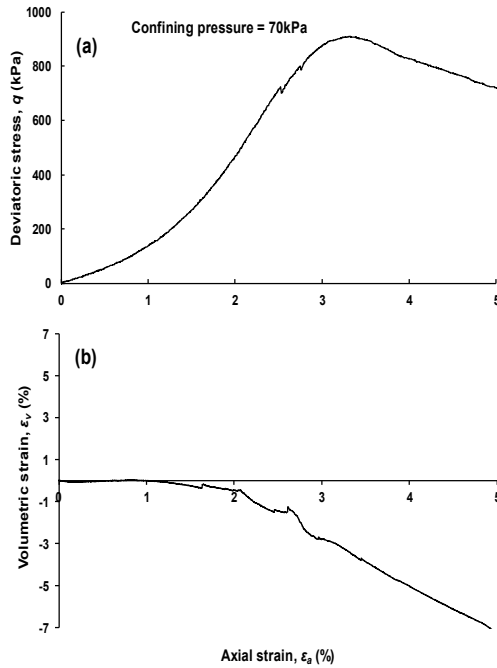 Confining pressure = 70kPa
(a)
Deviatoric stress, q (kPa)
1000
800
600
400
200
0
0 1 2 3 4 5
(b)
Volumetric strain, εv (%)
7
5
3
1
-1
-3
-5
-7
0 1 2 3 4 5
Axial strain, εa (%)